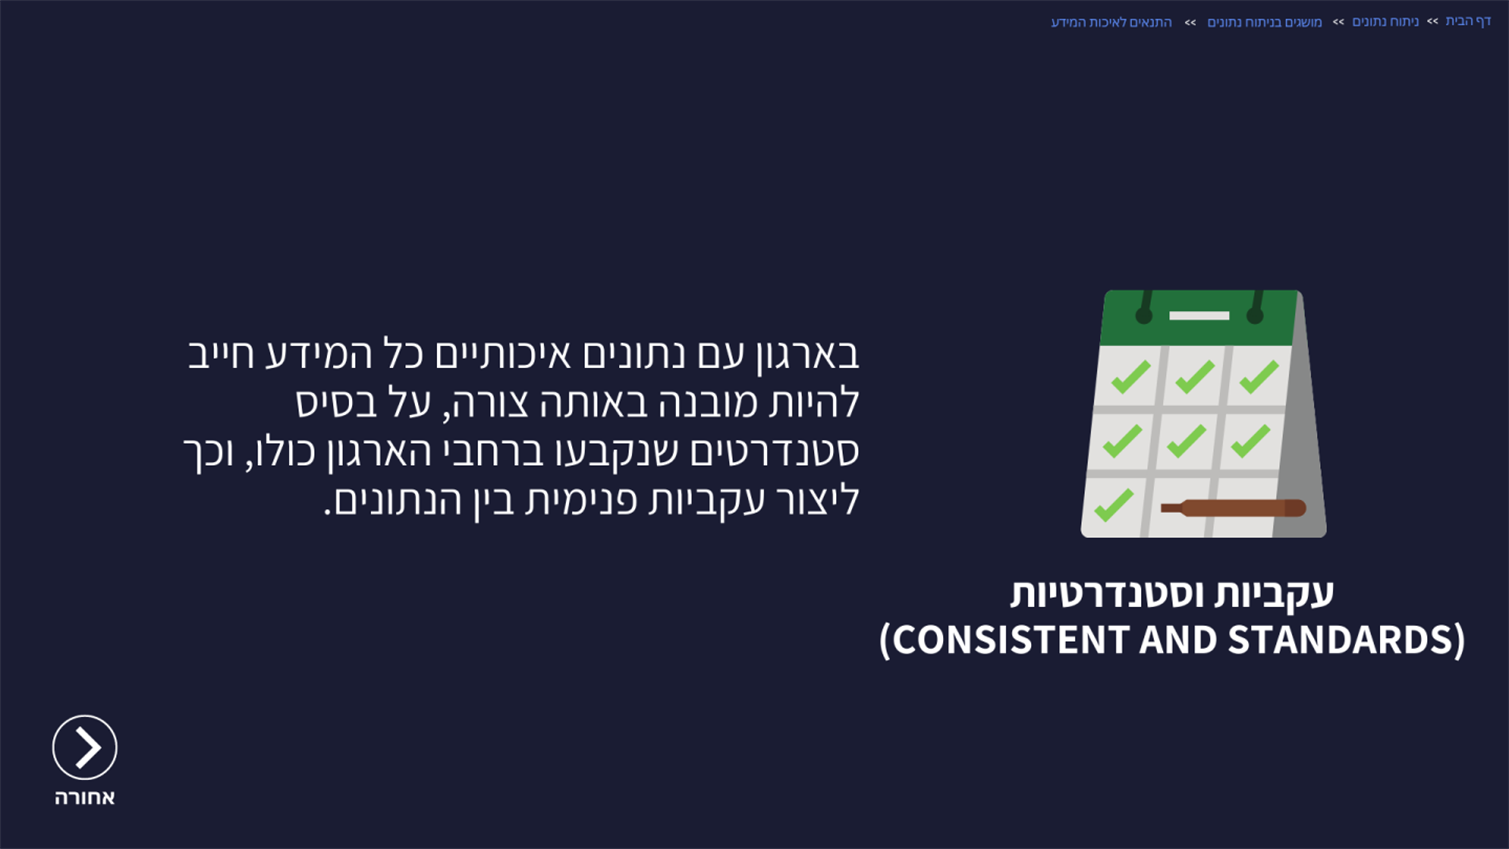 דף הבית >> ניתוח נתונים >> מושגים בניתוח נתונים >> התנאים לאיכות המידע
בארגון עם נתונים איכותיים כל המידע חייב
להיות מובנה באותה צורה, על בסיס
סטנדרטים שנקבעו ברחבי הארגון כולו, וכך
ליצור עקביות פנימית בין הנתונים.
עקביות וסטנדרטיות
(CONSISTENT AND STANDARDS)
אחורה